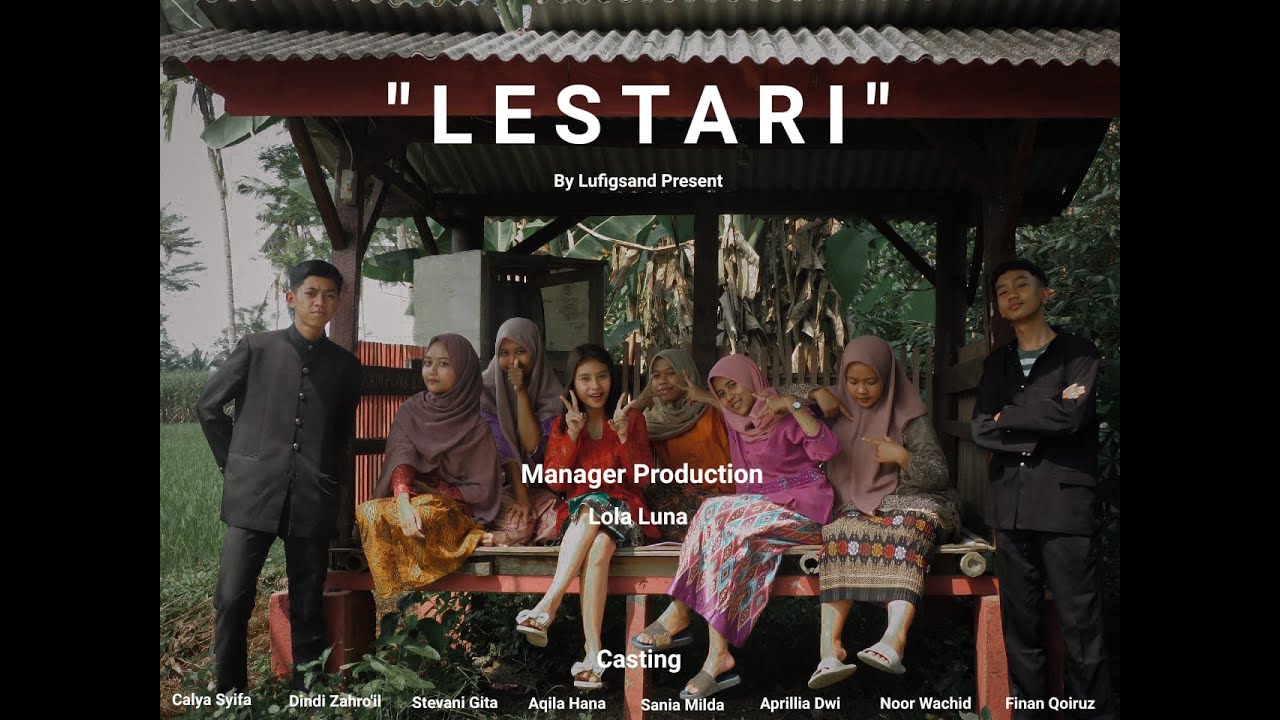 "LESTARI"
By Lufigsand Present
Manager Production
Lola Luna
Casting
Calya Syifa Dindi Zahro'il Stevani Gita Aqila Hana Sania Milda Aprillia Dwi Noor Wachid Finan Qoiruz